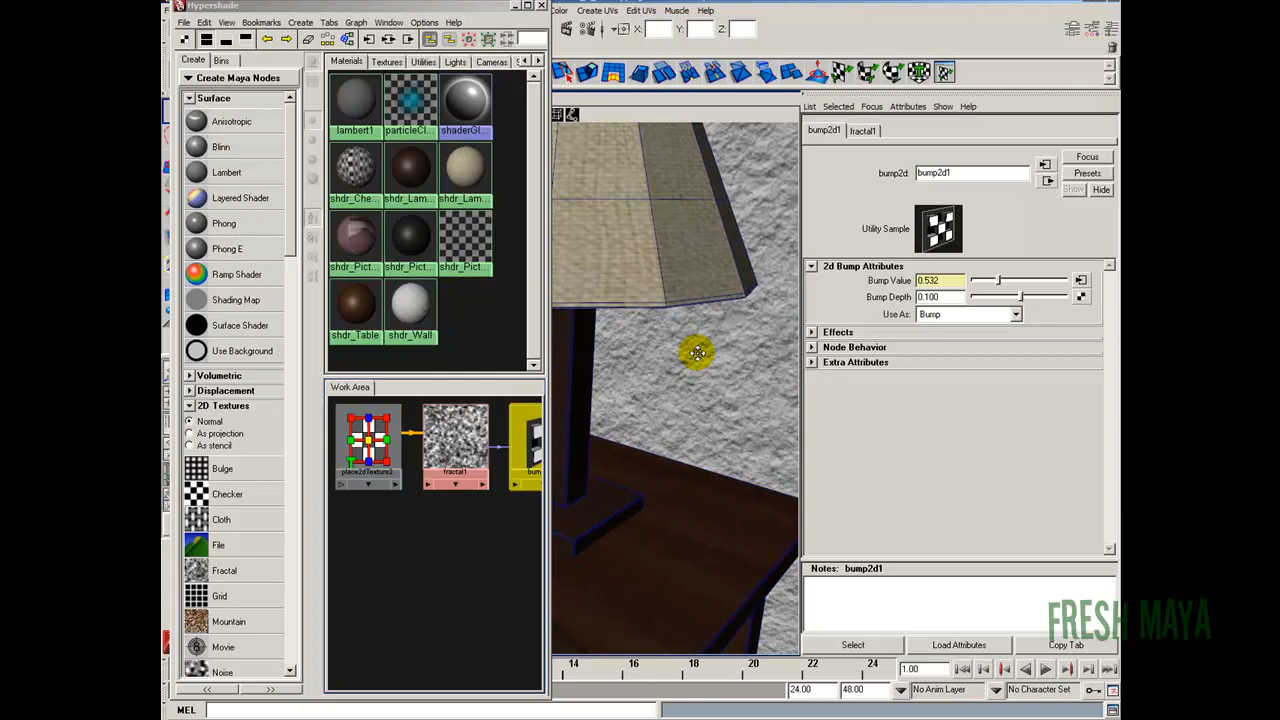 Hypershade
File Edit View Bookmarks Create Tabs Graph Window Options Help
Color Create UVs Edit UVs Muscle Help
X: Y: Z:
Create Bins
Materials Textures Utilities Lights Cameras
Create Maya Nodes
Surface
Anisotropic
Blinn
Lambert
Layered Shader
Phong
Phong E
Ramp Shader
Shading Map
Surface Shader
Use Background
Volumetric
Displacement
2D Textures
Normal
As projection
As stencil
Bulge
Checker
Cloth
File
Fractal
Grid
Mountain
Movie
Noise
lambert1 particleCl... shaderGl...
shdr_Che... shdr_Lam... shdr_Lam...
shdr_Pict... shdr_Pict... shdr_Pict...
shdr_Table shdr_Wall
Work Area
place2dTexture2 fractal1 bum
List Selected Focus Attributes Show Help
bump2d1 fractal1
bump2d: bump2d1
Focus
Presets
Show Hide
Utility Sample
2d Bump Attributes
Bump Value 0.532
Bump Depth 0.100
Use As: Bump
Effects
Node Behavior
Extra Attributes
Notes: bump2d1
FRESH MAYA
Select Load Attributes Copy Tab
14 16 18 20 22 24 1.00
24.00 48.00 No Anim Layer No Character Set
MEL